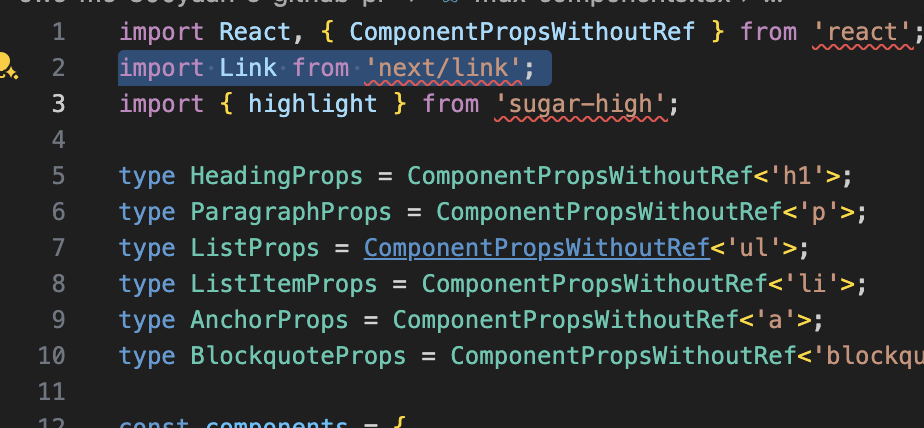 1 import React, { ComponentPropsWithoutRef } from 'react';
2 import Link from 'next/link';
3 import { highlight } from 'sugar-high';
4
5 type HeadingProps = ComponentPropsWithoutRef<'h1'>;
6 type ParagraphProps = ComponentPropsWithoutRef<'p'>;
7 type ListProps = ComponentPropsWithoutRef<'ul'>;
8 type ListItemProps = ComponentPropsWithoutRef<'li'>;
9 type AnchorProps = ComponentPropsWithoutRef<'a'>;
10 type BlockquoteProps = ComponentPropsWithoutRef<'blockqu
11
12 const components = {